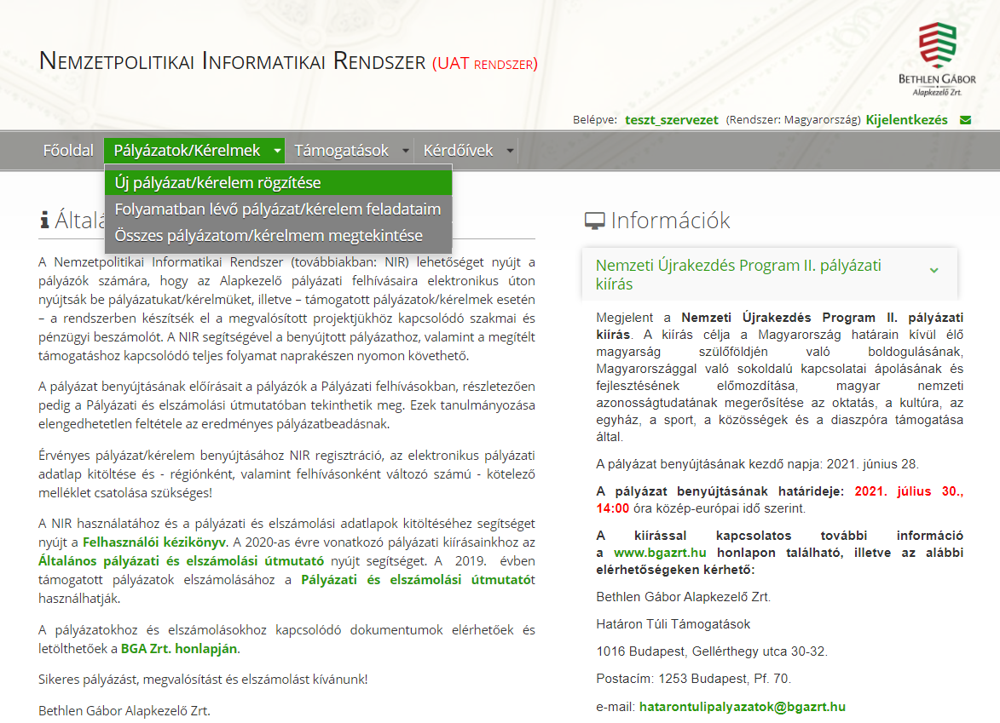 Nemzetpolitikai Informatikai Rendszer (UAT rendszer)
Bethlen Gábor
Alapkezelő Zrt.
Belépve: teszt_szervezet (Rendszer: Magyarország) Kijelentkezés
Főoldal Pályázatok/Kérelmek Támogatások Kérdőívek
Új pályázat/kérelem rögzítése
Folyamatban lévő pályázat/kérelem feladataim
Összes pályázatom/kérelmem megtekintése
Által
A Nemzetpolitikai Informatikai Rendszer (továbbiakban: NIR) lehetőséget nyújt a
pályázók számára, hogy az Alapkezelő pályázati felhívásaira elektronikus úton
nyújtsák be pályázatukat/kérelmüket, illetve – támogatott pályázatok/kérelmek esetén
– a rendszerben készítsék el a megvalósított projektjükhöz kapcsolódó szakmai és
pénzügyi beszámolót. A NIR segítségével a benyújtott pályázathoz, valamint a megítélt
támogatáshoz kapcsolódó teljes folyamat naprakészen nyomon követhető.
A pályázat benyújtásának előírásait a pályázók a Pályázati felhívásokban, részletezően
pedig a Pályázati és elszámolási útmutatóban tekinthetik meg. Ezek tanulmányozása
elengedhetetlen feltétele az eredményes pályázatbeadásnak.
Érvényes pályázat/kérelem benyújtásához NIR regisztráció, az elektronikus pályázati
adatlap kitöltése és - régiónként, valamint felhívásonként változó számú - kötelező
melléklet csatolása szükséges!
A NIR használatához és a pályázati és elszámolási adatlapok kitöltéséhez segítséget
nyújt a Felhasználói kézikönyv. A 2020-as évre vonatkozó pályázati kiírásainkhoz az
Általános pályázati és elszámolási útmutató nyújt segítséget. A 2019. évben
támogatott pályázatok elszámolásához a Pályázati és elszámolási útmutatót
használhatják.
A pályázatokhoz és elszámolásokhoz kapcsolódó dokumentumok elérhetőek és
letölthetőek a BGA Zrt. honlapján.
Sikeres pályázást, megvalósítást és elszámolást kívánunk!
Bethlen Gábor Alapkezelő Zrt.
Információk
Nemzeti Újrakezdés Program II. pályázati
kiírás
Megjelent a Nemzeti Újrakezdés Program II. pályázati
kiírás. A kiírás célja a Magyarország határain kívül élő
magyarság szülőföldjén való boldogulásának,
Magyarországgal való sokoldalú kapcsolatai ápolásának és
fejlesztésének előmozdítása, magyar nemzeti
azonosságtudatának megerősítése az oktatás, a kultúra, az
egyház, a sport, a közösségek és a diaszpóra támogatása
által.
A pályázat benyújtásának kezdő napja: 2021. június 28.
A pályázat benyújtásának határideje: 2021. július 30.,
14:00 óra közép-európai idő szerint.
A kiírással kapcsolatos további információ
a www.bgazrt.hu honlapon található, illetve az alábbi
elérhetőségeken kérhető:
Bethlen Gábor Alapkezelő Zrt.
Határon Túli Támogatások
1016 Budapest, Gellérthegy utca 30-32.
Postacím: 1253 Budapest, Pf. 70.
e-mail: hatarontulipalyazatok@bgazrt.hu